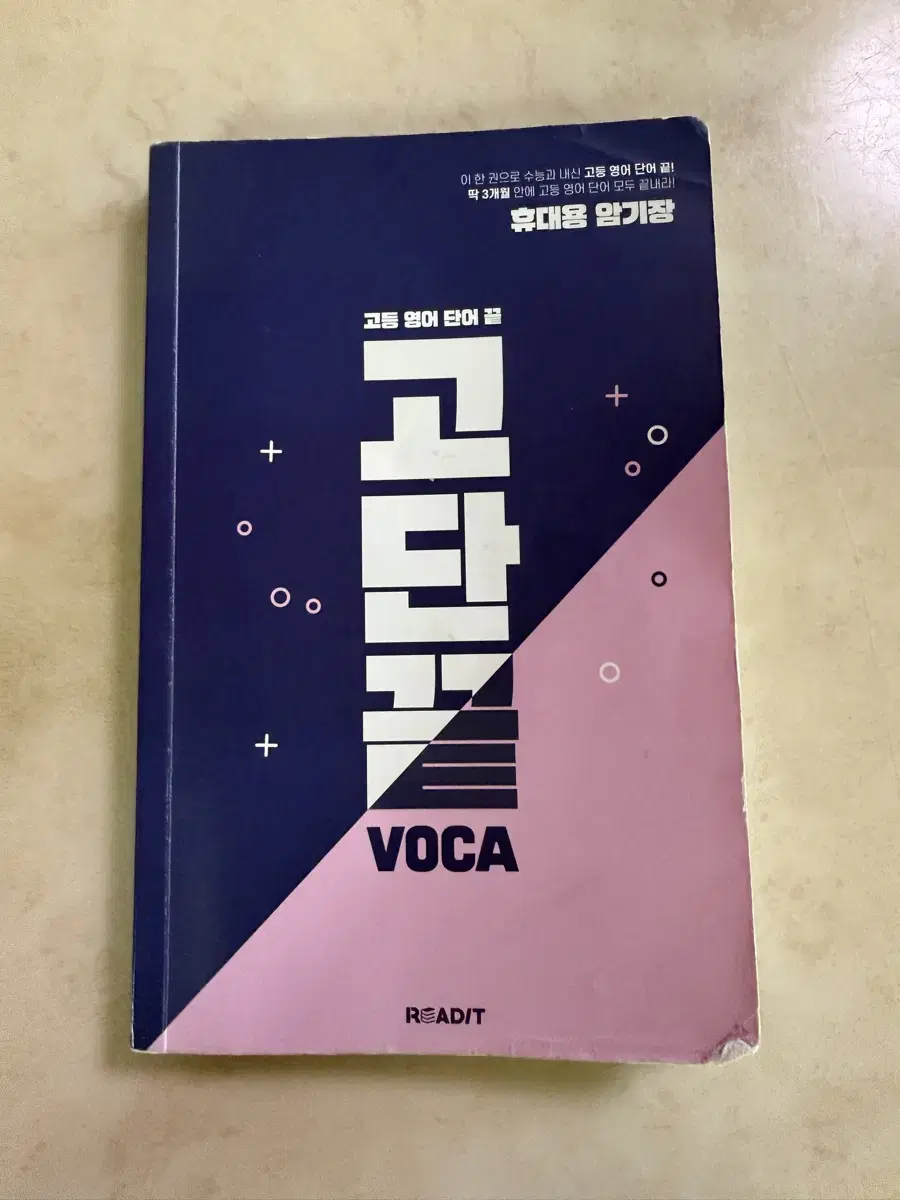 이 한 권으로 수능과 내신 고등 영어 단어 끝!
딱 3개월 안에 고등 영어 단어 모두 끝내라!
휴대용 암기장
고등 영어 단어 끝
고
단
끝
VOCA
READIT